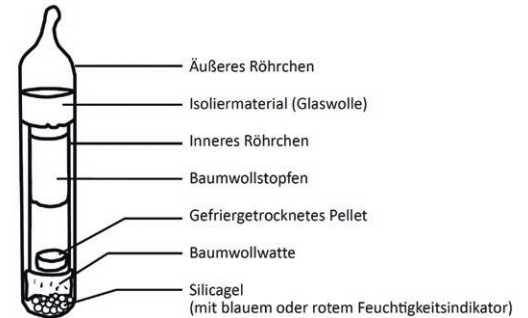 Äußeres Röhrchen
Isoliermaterial (Glaswolle)
Inneres Röhrchen
Baumwollstopfen
Gefriergetrocknetes Pellet
Baumwollwatte
Silicagel
(mit blauem oder rotem Feuchtigkeitsindikator)